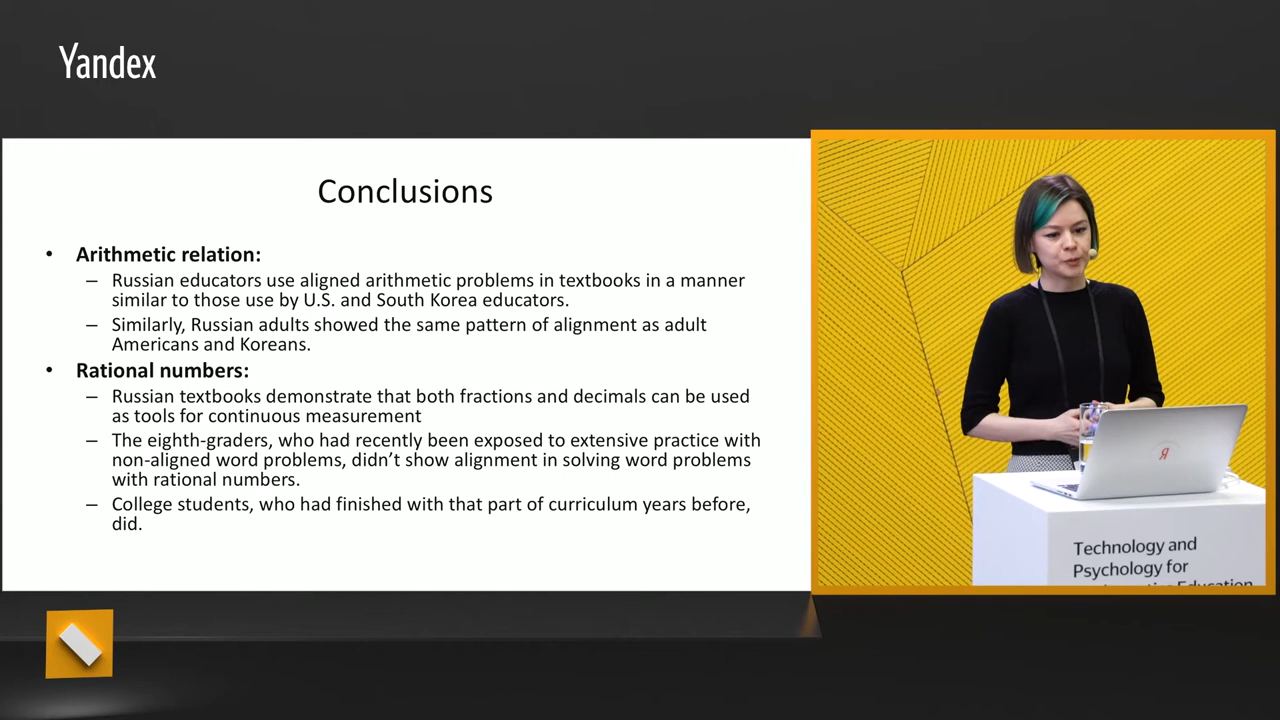 Yandex
Conclusions
• Arithmetic relation:
– Russian educators use aligned arithmetic problems in textbooks in a manner
similar to those use by U.S. and South Korea educators.
– Similarly, Russian adults showed the same pattern of alignment as adult
Americans and Koreans.
• Rational numbers:
– Russian textbooks demonstrate that both fractions and decimals can be used
as tools for continuous measurement
– The eighth-graders, who had recently been exposed to extensive practice with
non-aligned word problems, didn’t show alignment in solving word problems
with rational numbers.
– College students, who had finished with that part of curriculum years before,
did.
Я
Technology and
Psychology for
Education